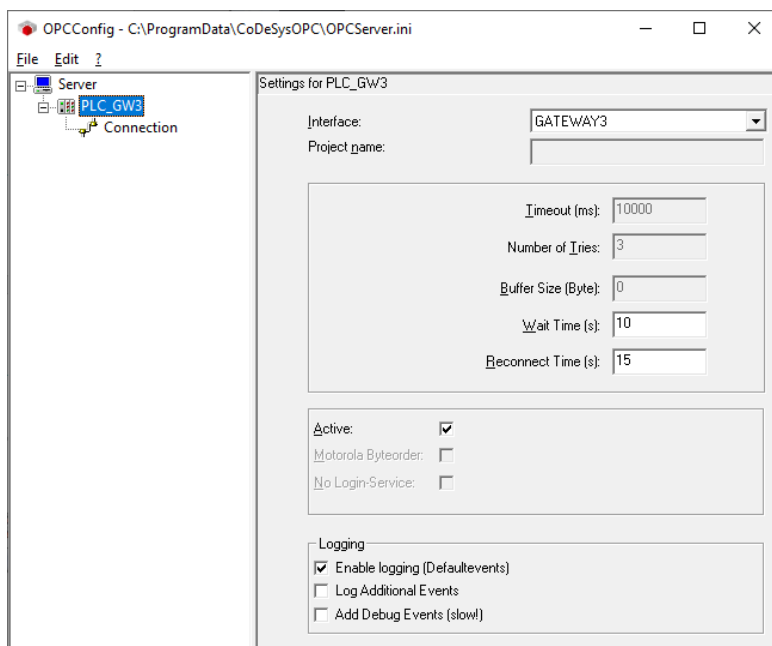 OPCConfig - C:\ProgramData\CoDeSysOPC\OPCServer.ini
File Edit ?
Server
PLC_GW3
Connection
Settings for PLC_GW3
Interface: GATEWAY3
Project name:
Timeout (ms): 10000
Number of Tries: 3
Buffer Size (Byte): 0
Wait Time (s): 10
Reconnect Time (s): 15
Active:
Motorola Byteorder:
No Login-Service:
Logging
Enable logging (Defaultevents)
Log Additional Events
Add Debug Events (slow!)